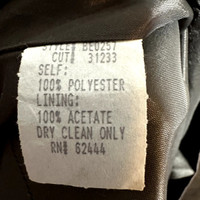 STYLE# BE0257
CUT# 31233
SELF:
100% POLYESTER
LINING:
100% ACETATE
DRY CLEAN ONLY
RN# 62444